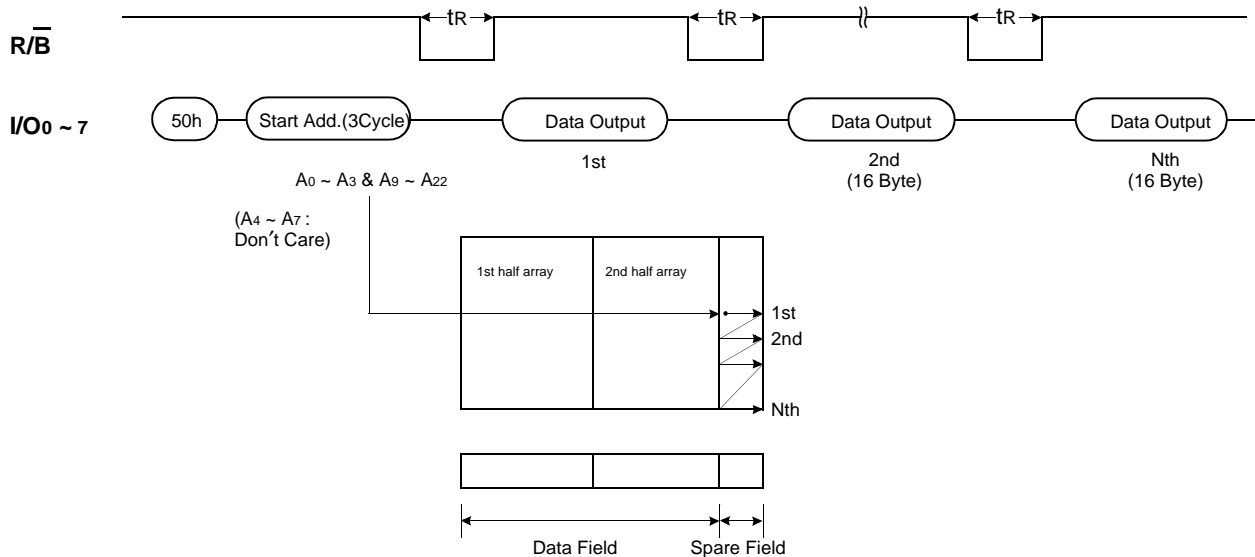 R/B tR tR tR
I/O0 ~ 7 50h Start Add.(3Cycle) Data Output Data Output Data Output
1st 2nd Nth
(16 Byte) (16 Byte)
A0 ~ A3 & A9 ~ A22
(A4 ~ A7 :
Don′t Care)
1st half array 2nd half array
1st
2nd
Nth
Data Field Spare Field